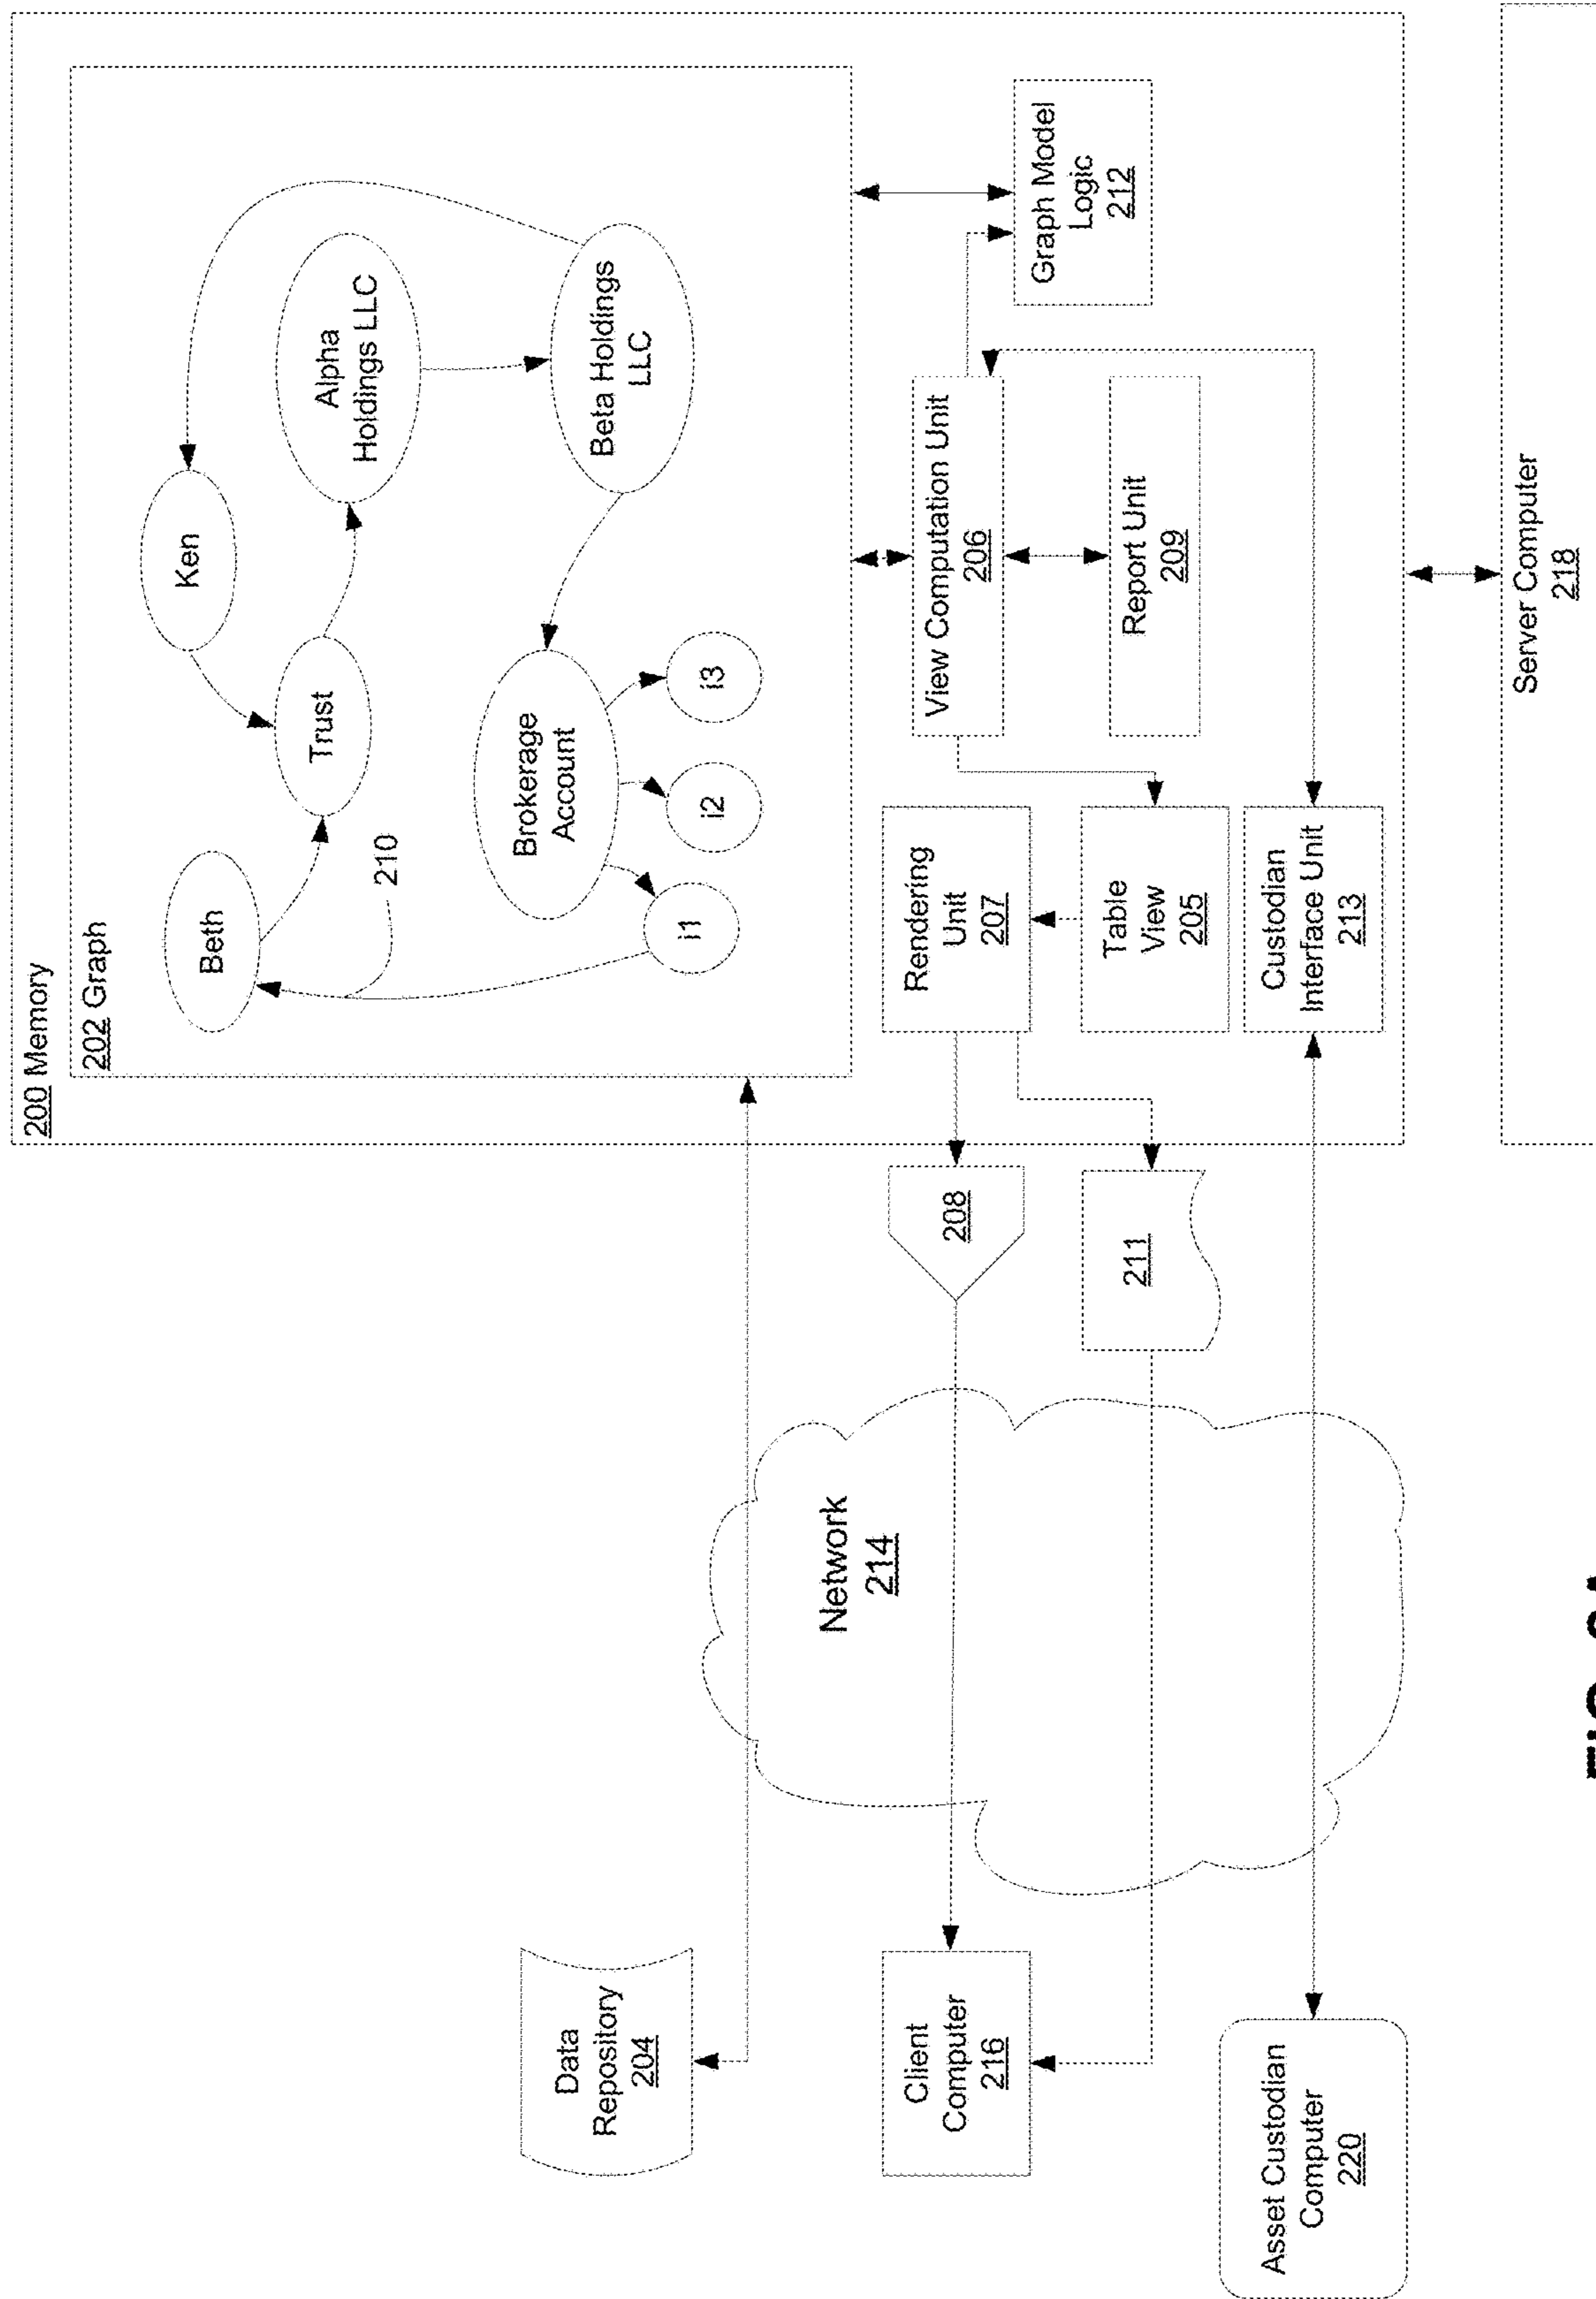 200 Memory
202 Graph
Beth
Ken
Trust
210
Alpha
Holdings LLC
Brokerage
Account
Beta Holdings
LLC
i1
i2
i3
Data
Repository
204
Network
214
Client
Computer
216
208
211
Rendering
Unit
207
Table
View
205
View Computation Unit
206
Report Unit
209
Graph Model
Logic
212
Custodian
Interface Unit
213
Asset Custodian
Computer
220
Server Computer
218